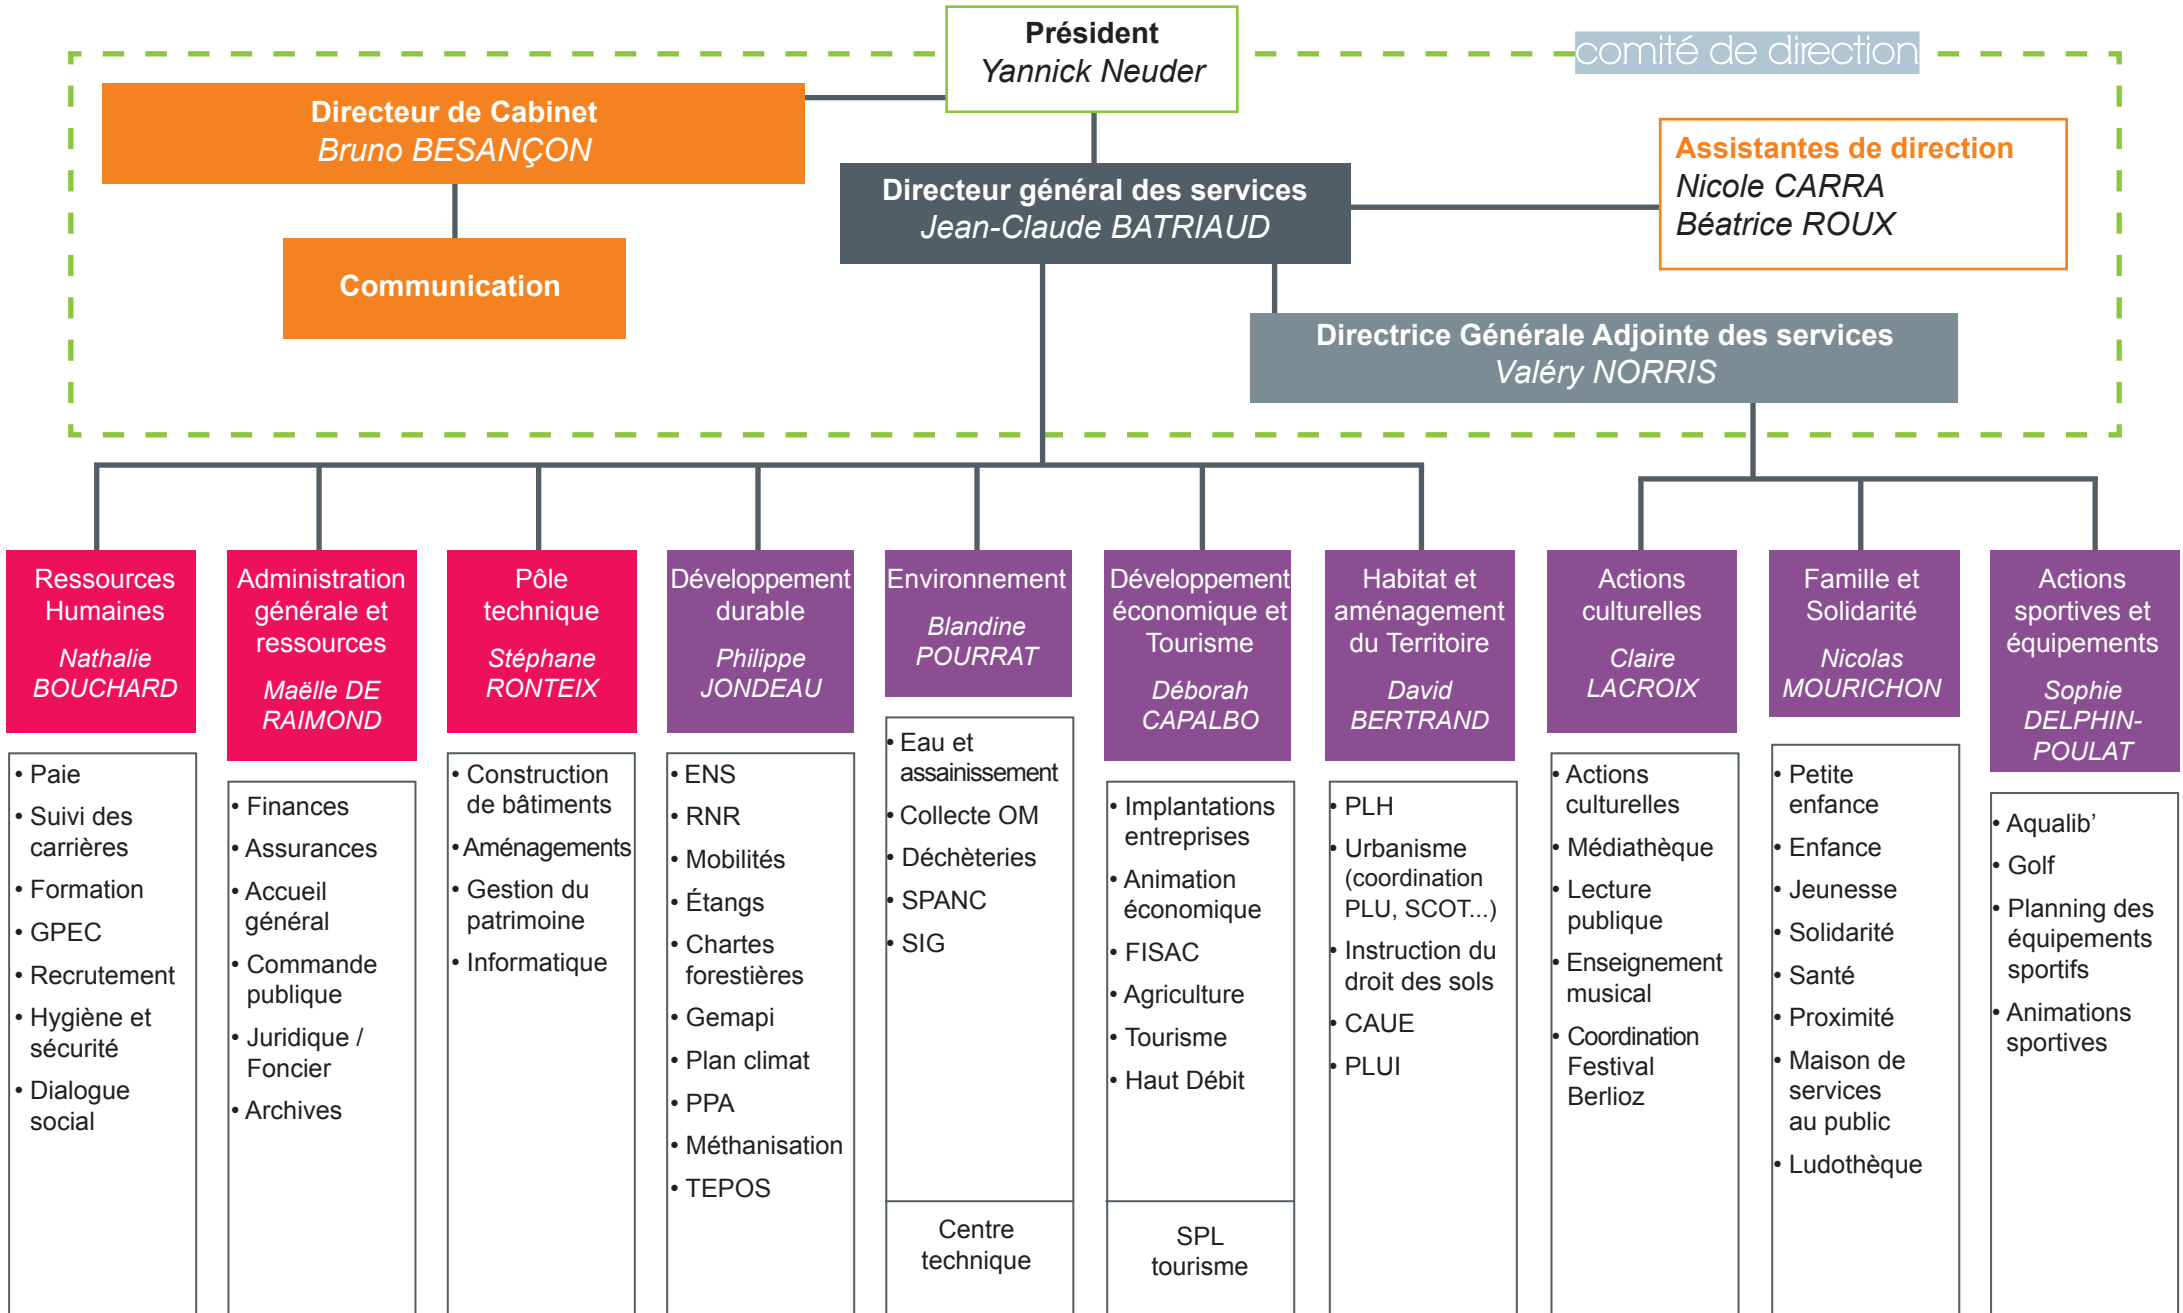 Président
Yannick Neuder
comité de direction
Directeur de Cabinet
Bruno BESANÇON
Assistantes de direction
Nicole CARRA
Béatrice ROUX
Directeur général des services
Jean-Claude BATRIAUD
Communication
Directrice Générale Adjointe des services
Valéry NORRIS
Ressources
Humaines
Nathalie
BOUCHARD
• Paie
• Suivi des
carrières
• Formation
• GPEC
• Recrutement
• Hygiène et
sécurité
• Dialogue
social
Administration
générale et
ressources
Maëlle DE
RAIMOND
• Finances
• Assurances
• Accueil
général
• Commande
publique
• Juridique /
Foncier
• Archives
Pôle
technique
Stéphane
RONTEIX
• Construction
de bâtiments
• Aménagements
• Gestion du
patrimoine
• Informatique
Développement
durable
Philippe
JONDEAU
• ENS
• RNR
• Mobilités
• Étangs
• Chartes
forestières
• Gemapi
• Plan climat
• PPA
• Méthanisation
• TEPOS
Environnement
Blandine
POURRAT
• Eau et
assainissement
• Collecte OM
• Déchèteries
• SPANC
• SIG
Centre
technique
Développement
économique et
Tourisme
Déborah
CAPALBO
• Implantations
entreprises
• Animation
économique
• FISAC
• Agriculture
• Tourisme
• Haut Débit
SPL
tourisme
Habitat et
aménagement
du Territoire
David
BERTRAND
• PLH
• Urbanisme
(coordination
PLU, SCOT...)
• Instruction du
droit des sols
• CAUE
• PLUI
Actions
culturelles
Claire
LACROIX
• Actions
culturelles
• Médiathèque
• Lecture
publique
• Enseignement
musical
• Coordination
Festival
Berlioz
Famille et
Solidarité
Nicolas
MOURICHON
• Petite
enfance
• Enfance
• Jeunesse
• Solidarité
• Santé
• Proximité
• Maison de
services
au public
• Ludothèque
Actions
sportives et
équipements
Sophie
DELPHIN-
POULAT
• Aqualib’
• Golf
• Planning des
équipements
sportifs
• Animations
sportives